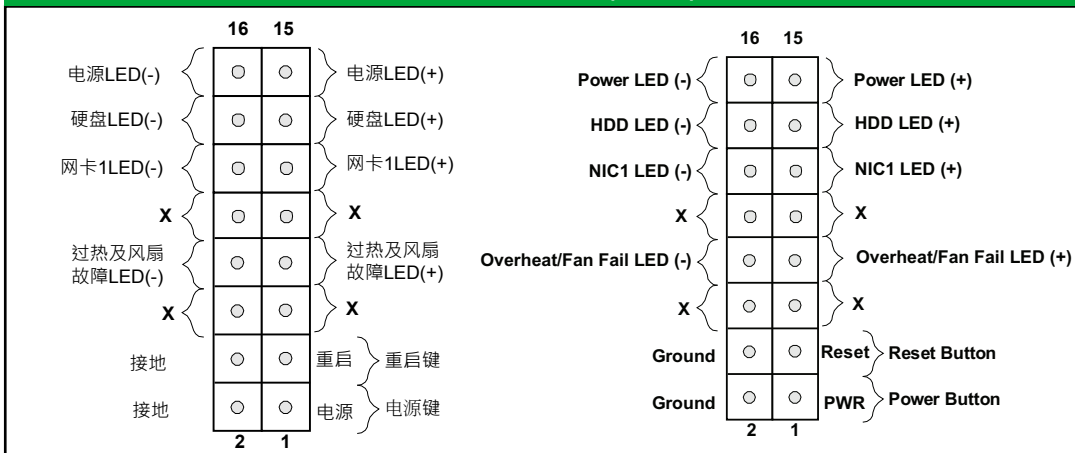 16 15
电源LED(-)
电源LED(+)
硬盘LED(-)
硬盘LED(+)
网卡1LED(-)
网卡1LED(+)
X
X
过热及风扇
故障LED(-)
过热及风扇
故障LED(+)
X
X
接地
重启
重启键
接地
电源
电源键
2 1
16 15
Power LED (-)
Power LED (+)
HDD LED (-)
HDD LED (+)
NIC1 LED (-)
NIC1 LED (+)
X
X
Overheat/Fan Fail LED (-)
Overheat/Fan Fail LED (+)
X
X
Ground
Reset
Reset Button
Ground
PWR
Power Button
2 1